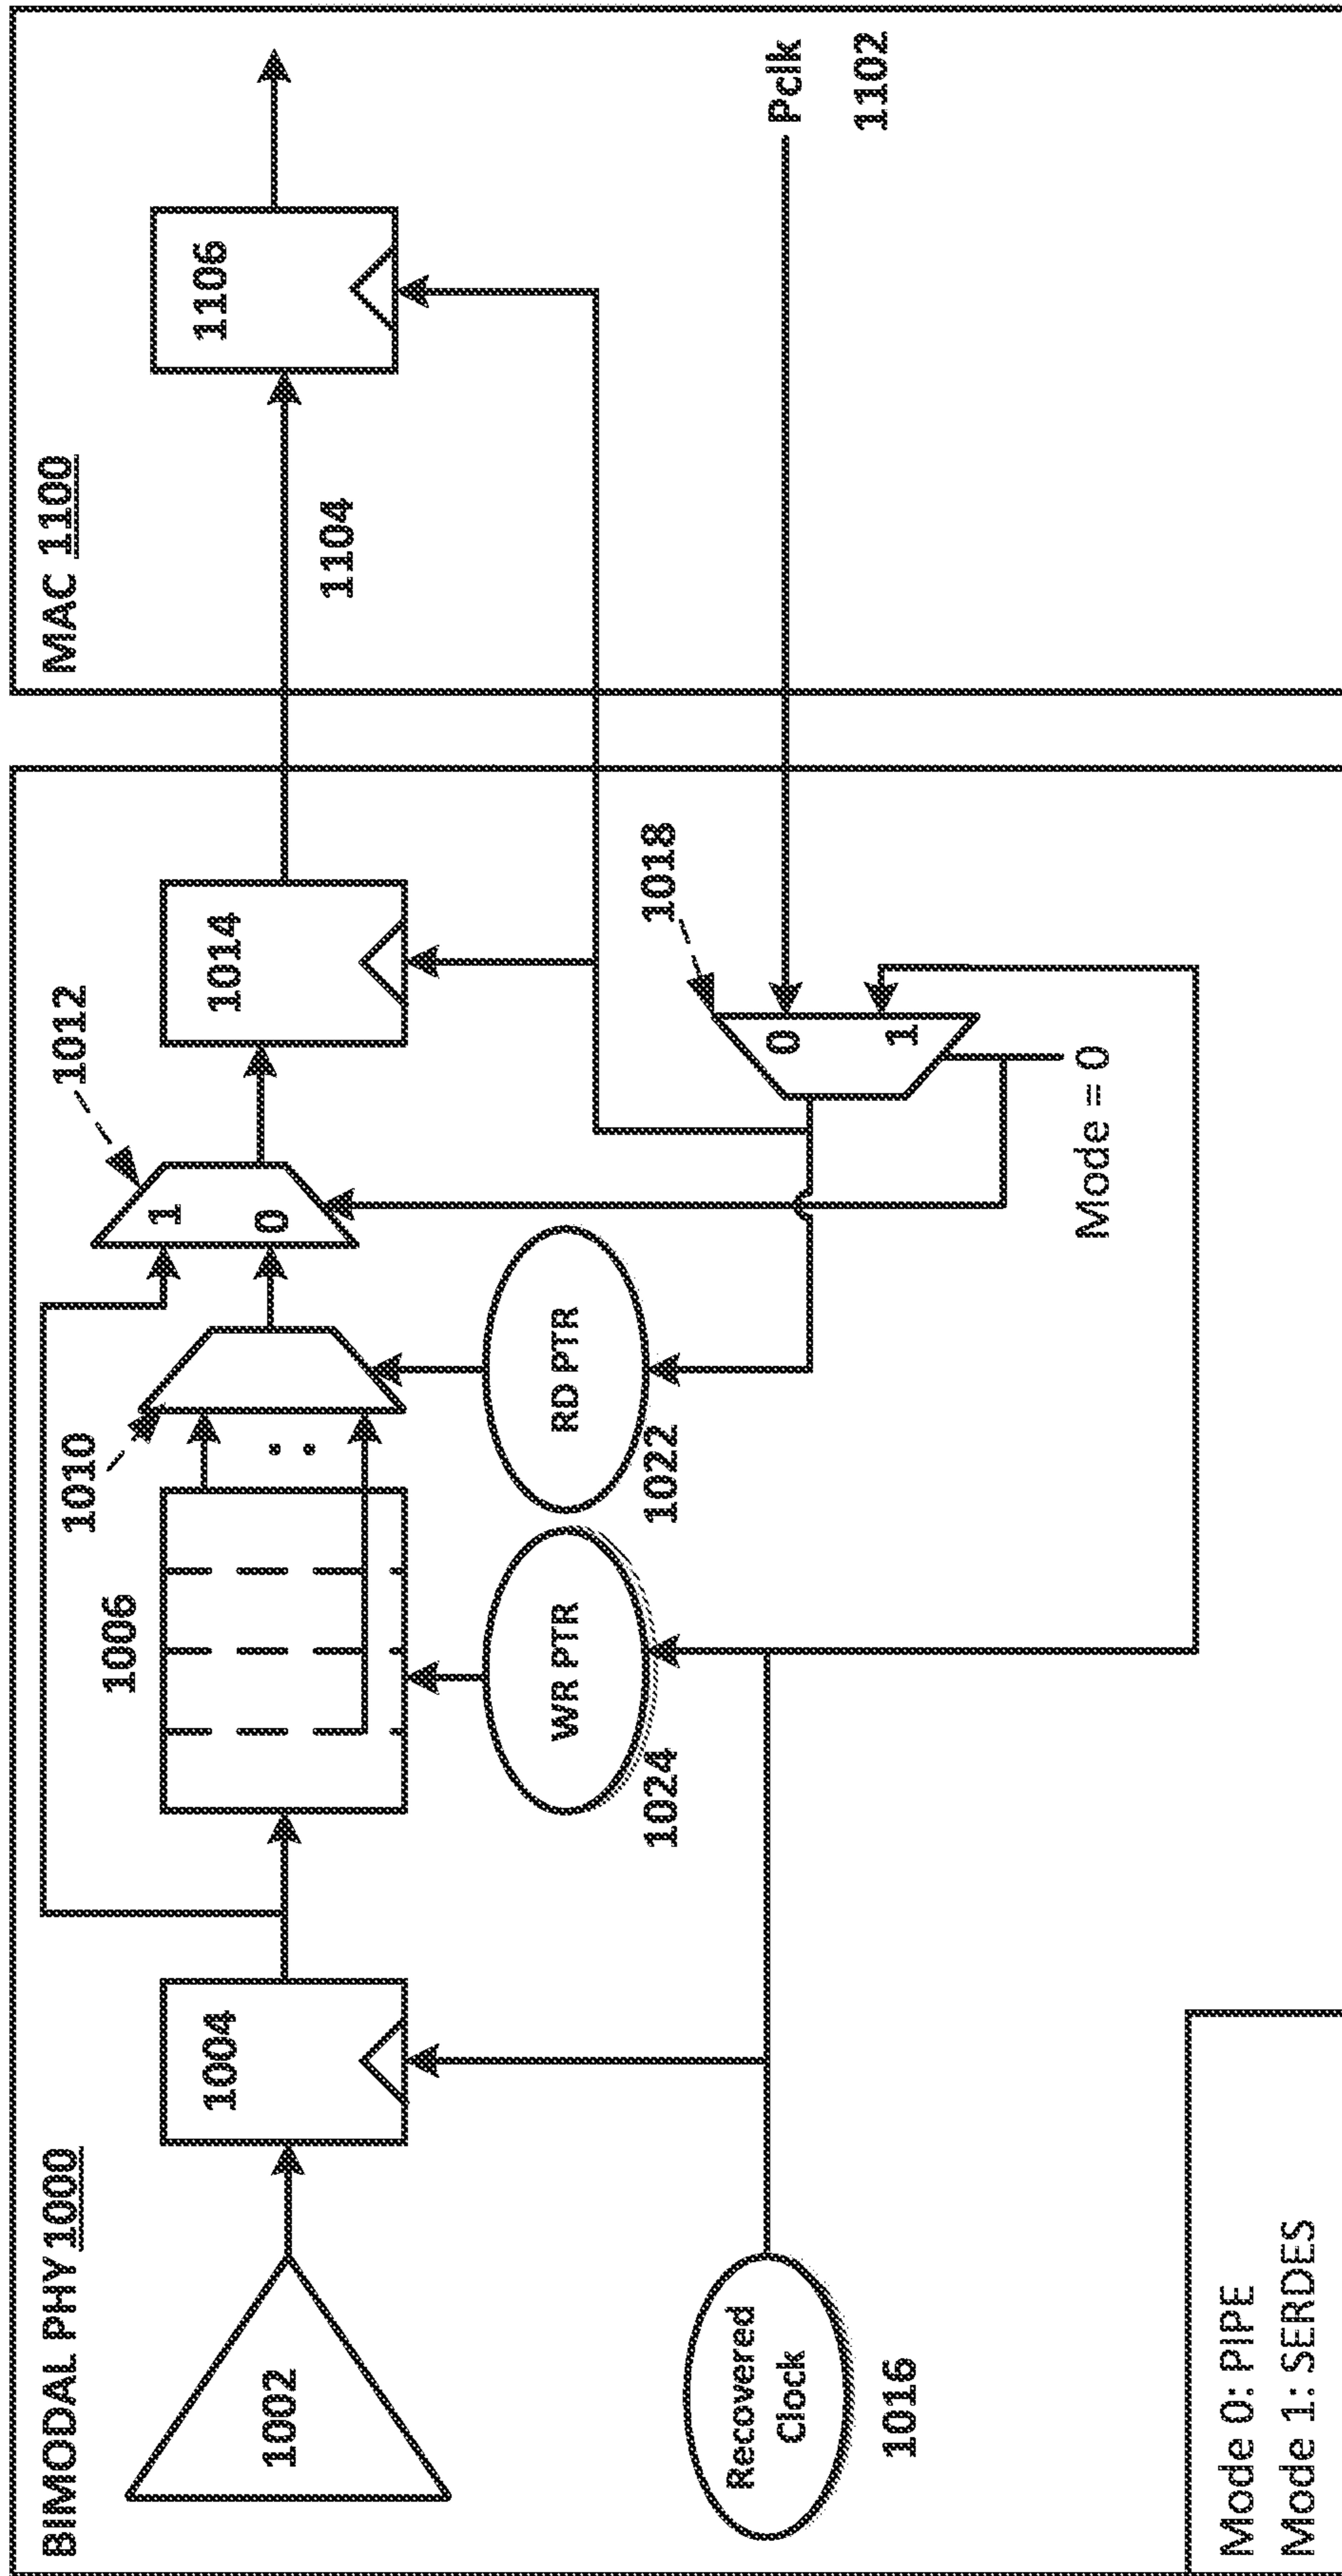 BIMODAL PHY 1000
1002
1004
1006
1010
1012
1
0
1014
WR PTR
1024
RD PTR
1022
1018
0
1
Mode = 0
Recovered
Clock
1016
Mode 0: PIPE
Mode 1: SERDES
MAC 1100
1104
1106
Pclk
1102